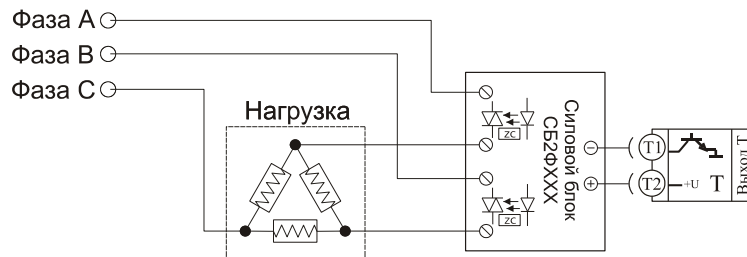 Фаза А
Фаза В
Фаза С
Нагрузка
ZC
ZC
Силовой блок
СБ2ФХХХ
T1
T2
+U
T
Выход Т